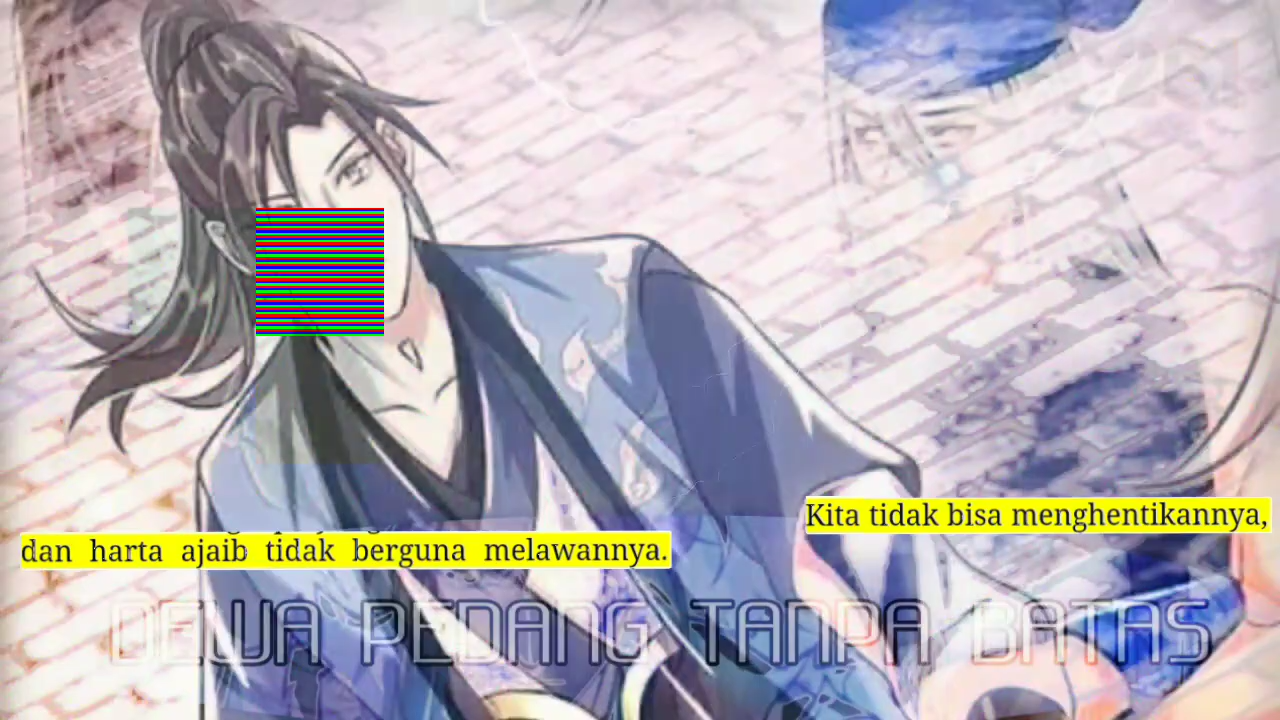 dan harta ajaib tidak berguna melawannya.
Kita tidak bisa menghentikannya,
DEWA PEDANG TANPA BATAS